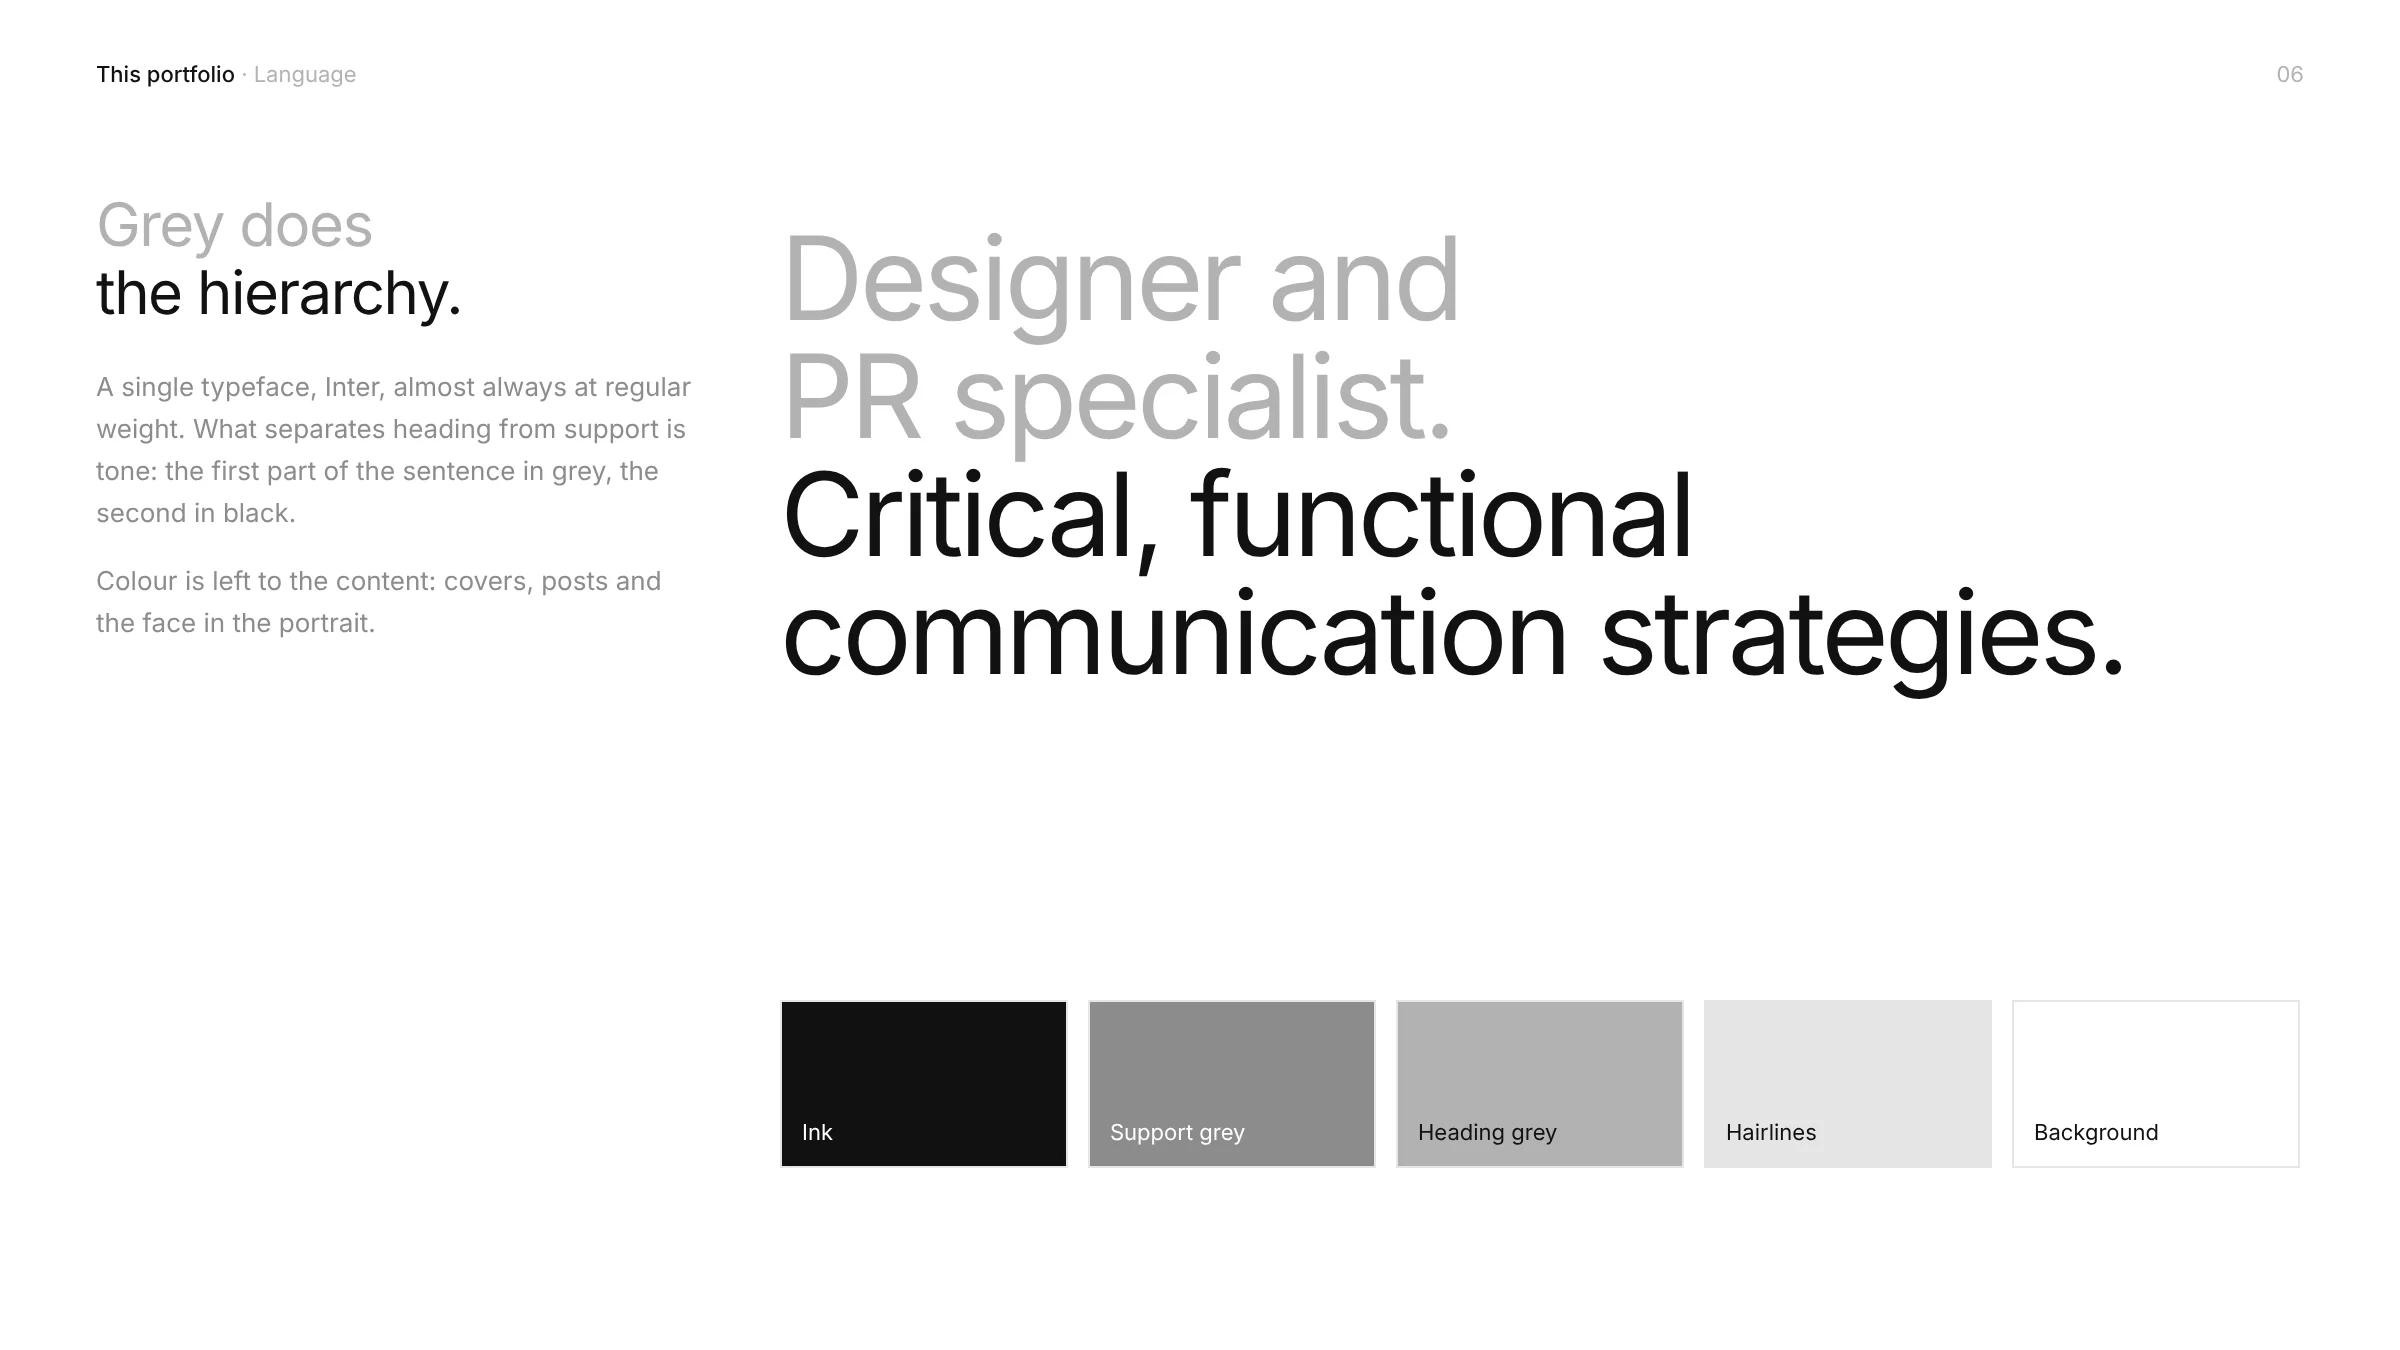 This portfolio · Language
06
Grey does
the hierarchy.
A single typeface, Inter, almost always at regular
weight. What separates heading from support is
tone: the first part of the sentence in grey, the
second in black.
Colour is left to the content: covers, posts and
the face in the portrait.
Designer and
PR specialist.
Critical, functional
communication strategies.
Ink
Support grey
Heading grey
Hairlines
Background